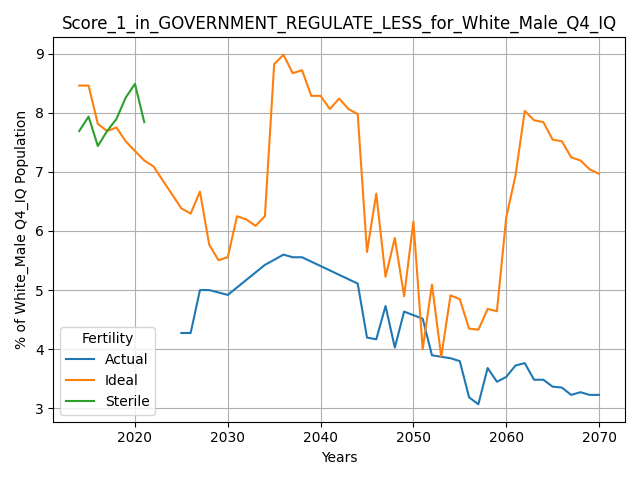 Score_1_in_GOVERNMENT_REGULATE_LESS_for_White_Male_Q4_IQ
% of White_Male Q4_IQ Population
9
8
7
6
5
4
3
Fertility
Actual
Ideal
Sterile
2020 2030 2040 2050 2060 2070
Years